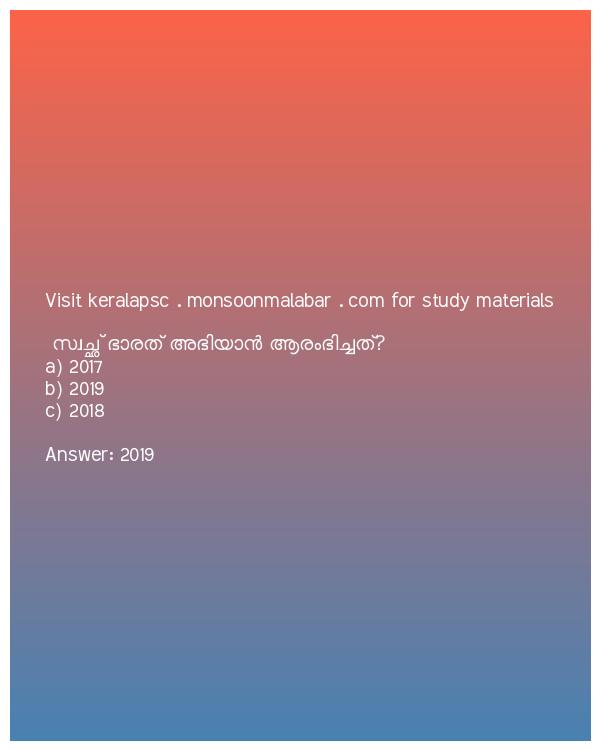 Visit keralapsc . monsoonmalabar . com for study materials
സ്വച്ഛ് ഭാരത് അഭിയാൻ ആരംഭിച്ചത്?
a) 2017
b) 2019
c) 2018
Answer: 2019